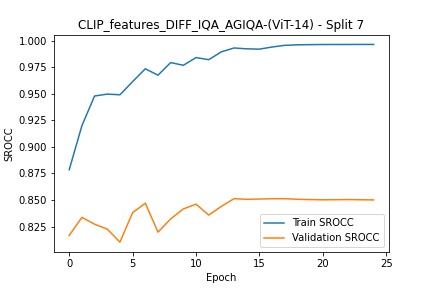 CLIP_features_DIFF_IQA_AGIQA-(ViT-14) - Split 7
1.000
0.975
0.950
0.925
0.900
0.875
0.850
0.825
SROCC
Train SROCC
Validation SROCC
0 5 10 15 20 25
Epoch